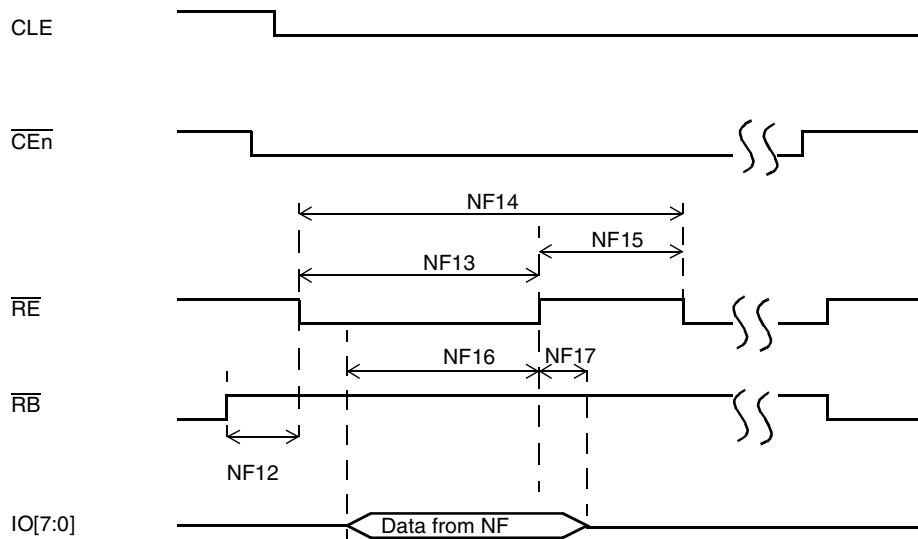 CLE
CEn
NF14
NF15
NF13
RE
NF16 NF17
RB
NF12
IO[7:0] Data from NF